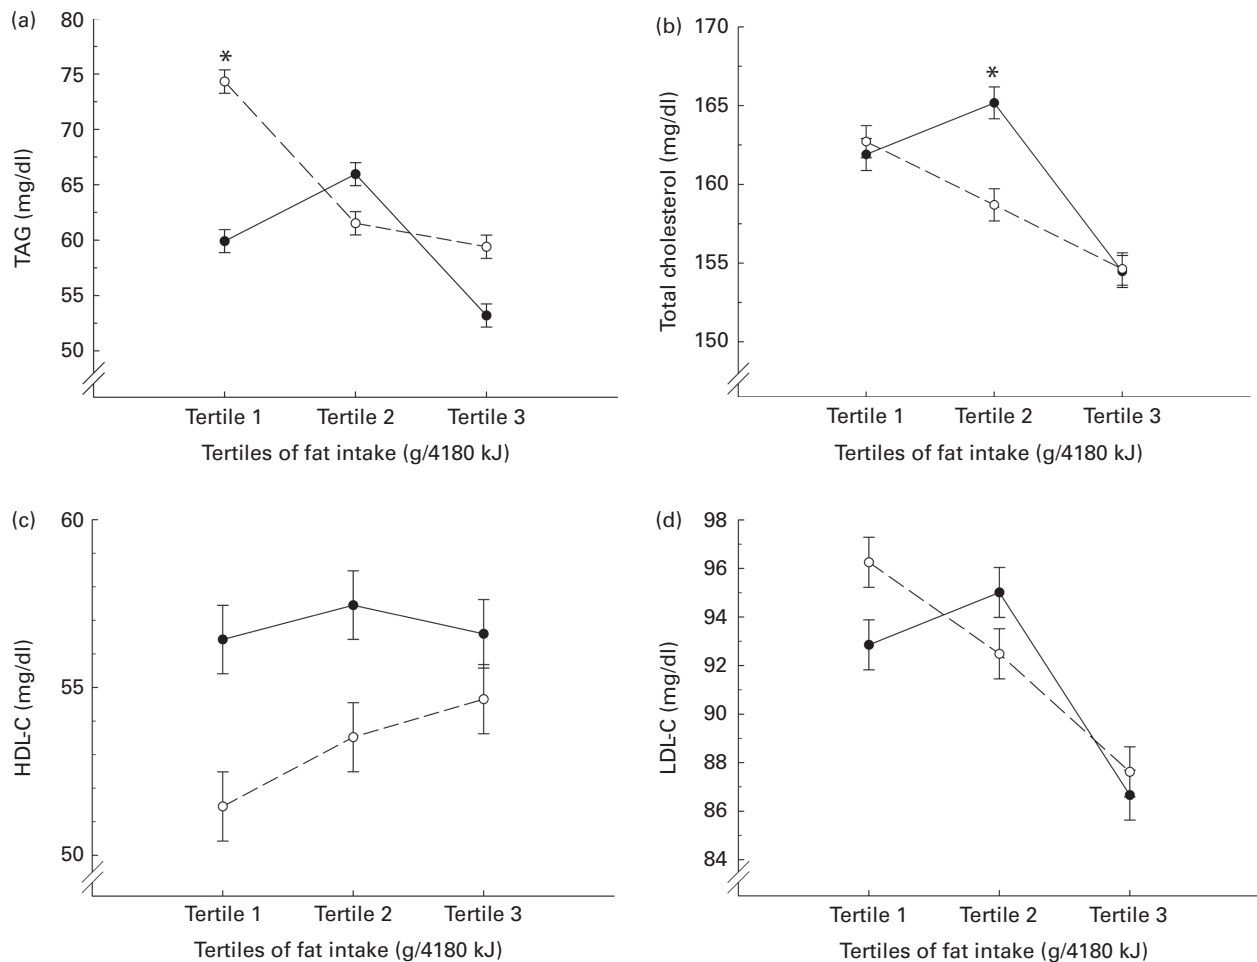 (a)
80
*
75
70
65
60
55
50
TAG (mg/dl)
Tertile 1 Tertile 2 Tertile 3
Tertiles of fat intake (g/4180 kJ)
(b)
170
*
165
160
155
150
Total cholesterol (mg/dl)
Tertile 1 Tertile 2 Tertile 3
Tertiles of fat intake (g/4180 kJ)
(c)
60
55
50
HDL-C (mg/dl)
Tertile 1 Tertile 2 Tertile 3
Tertiles of fat intake (g/4180 kJ)
(d)
98
96
94
92
90
88
86
84
LDL-C (mg/dl)
Tertile 1 Tertile 2 Tertile 3
Tertiles of fat intake (g/4180 kJ)